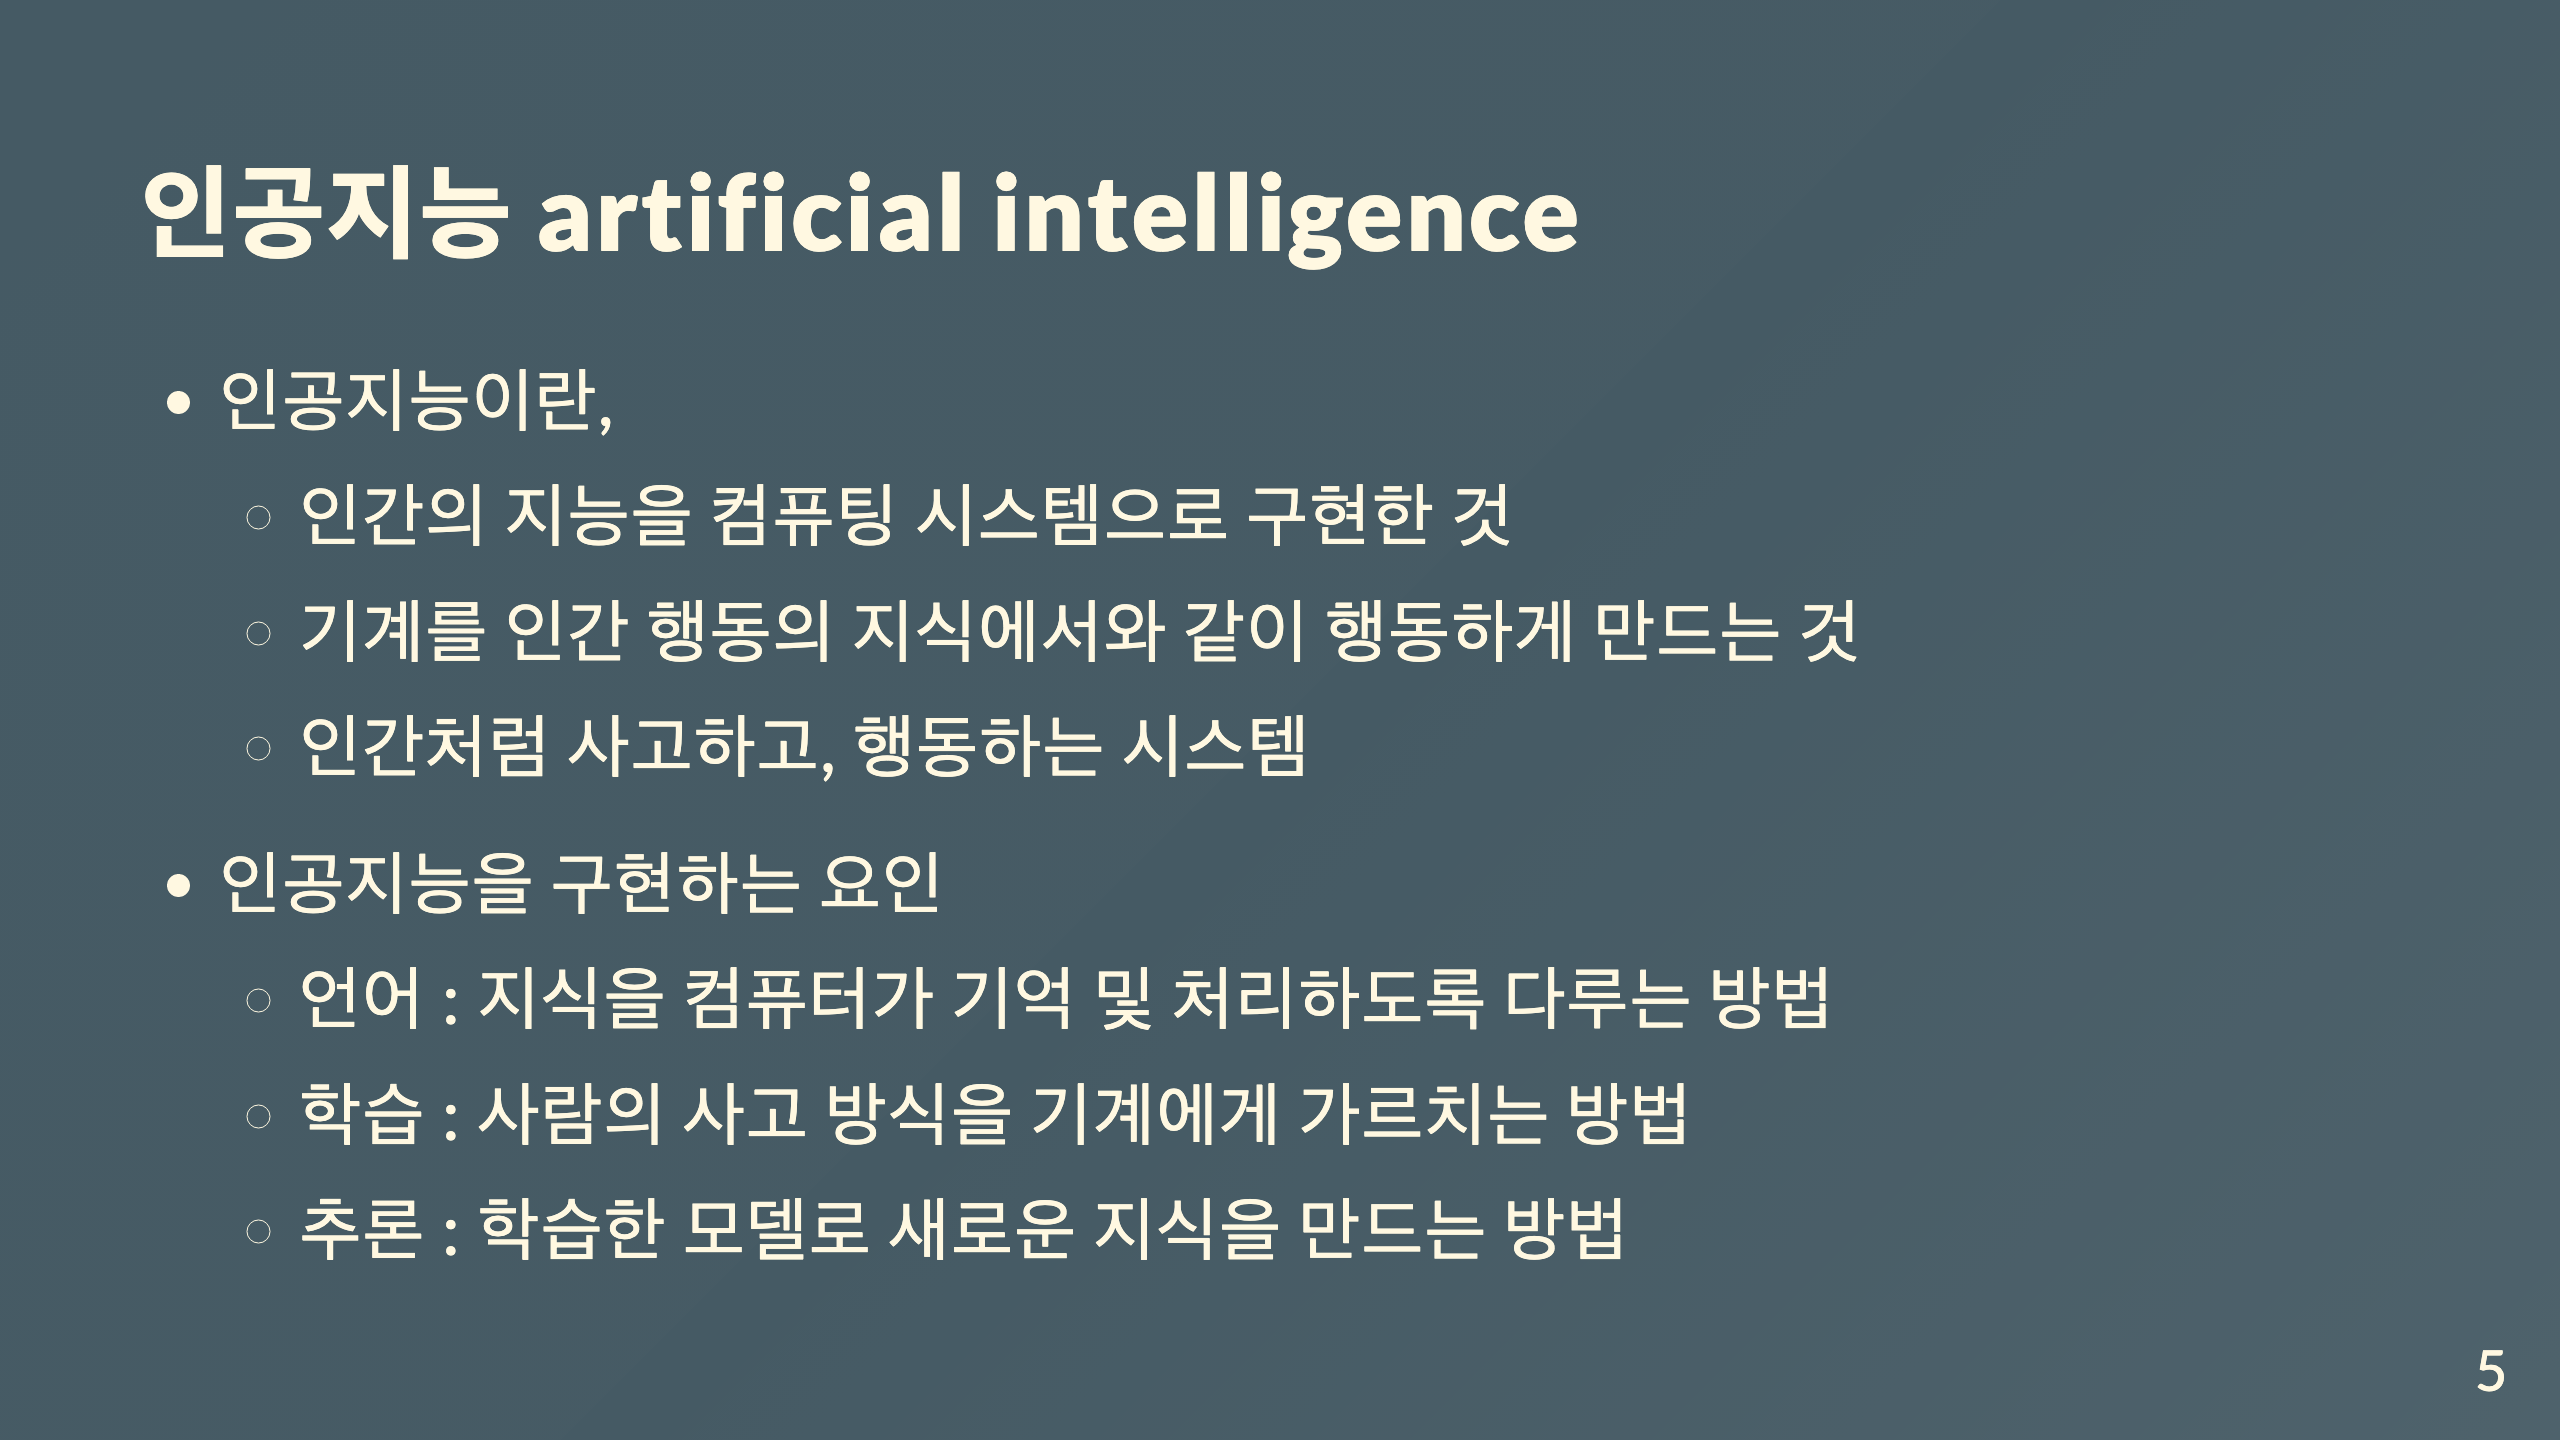 인공지능 artificial intelligence
인공지능이란,
인간의 지능을 컴퓨팅 시스템으로 구현한 것
기계를 인간 행동의 지식에서와 같이 행동하게 만드는 것
인간처럼 사고하고, 행동하는 시스템
인공지능을 구현하는 요인
언어 : 지식을 컴퓨터가 기억 및 처리하도록 다루는 방법
학습 : 사람의 사고 방식을 기계에게 가르치는 방법
추론 : 학습한 모델로 새로운 지식을 만드는 방법
5